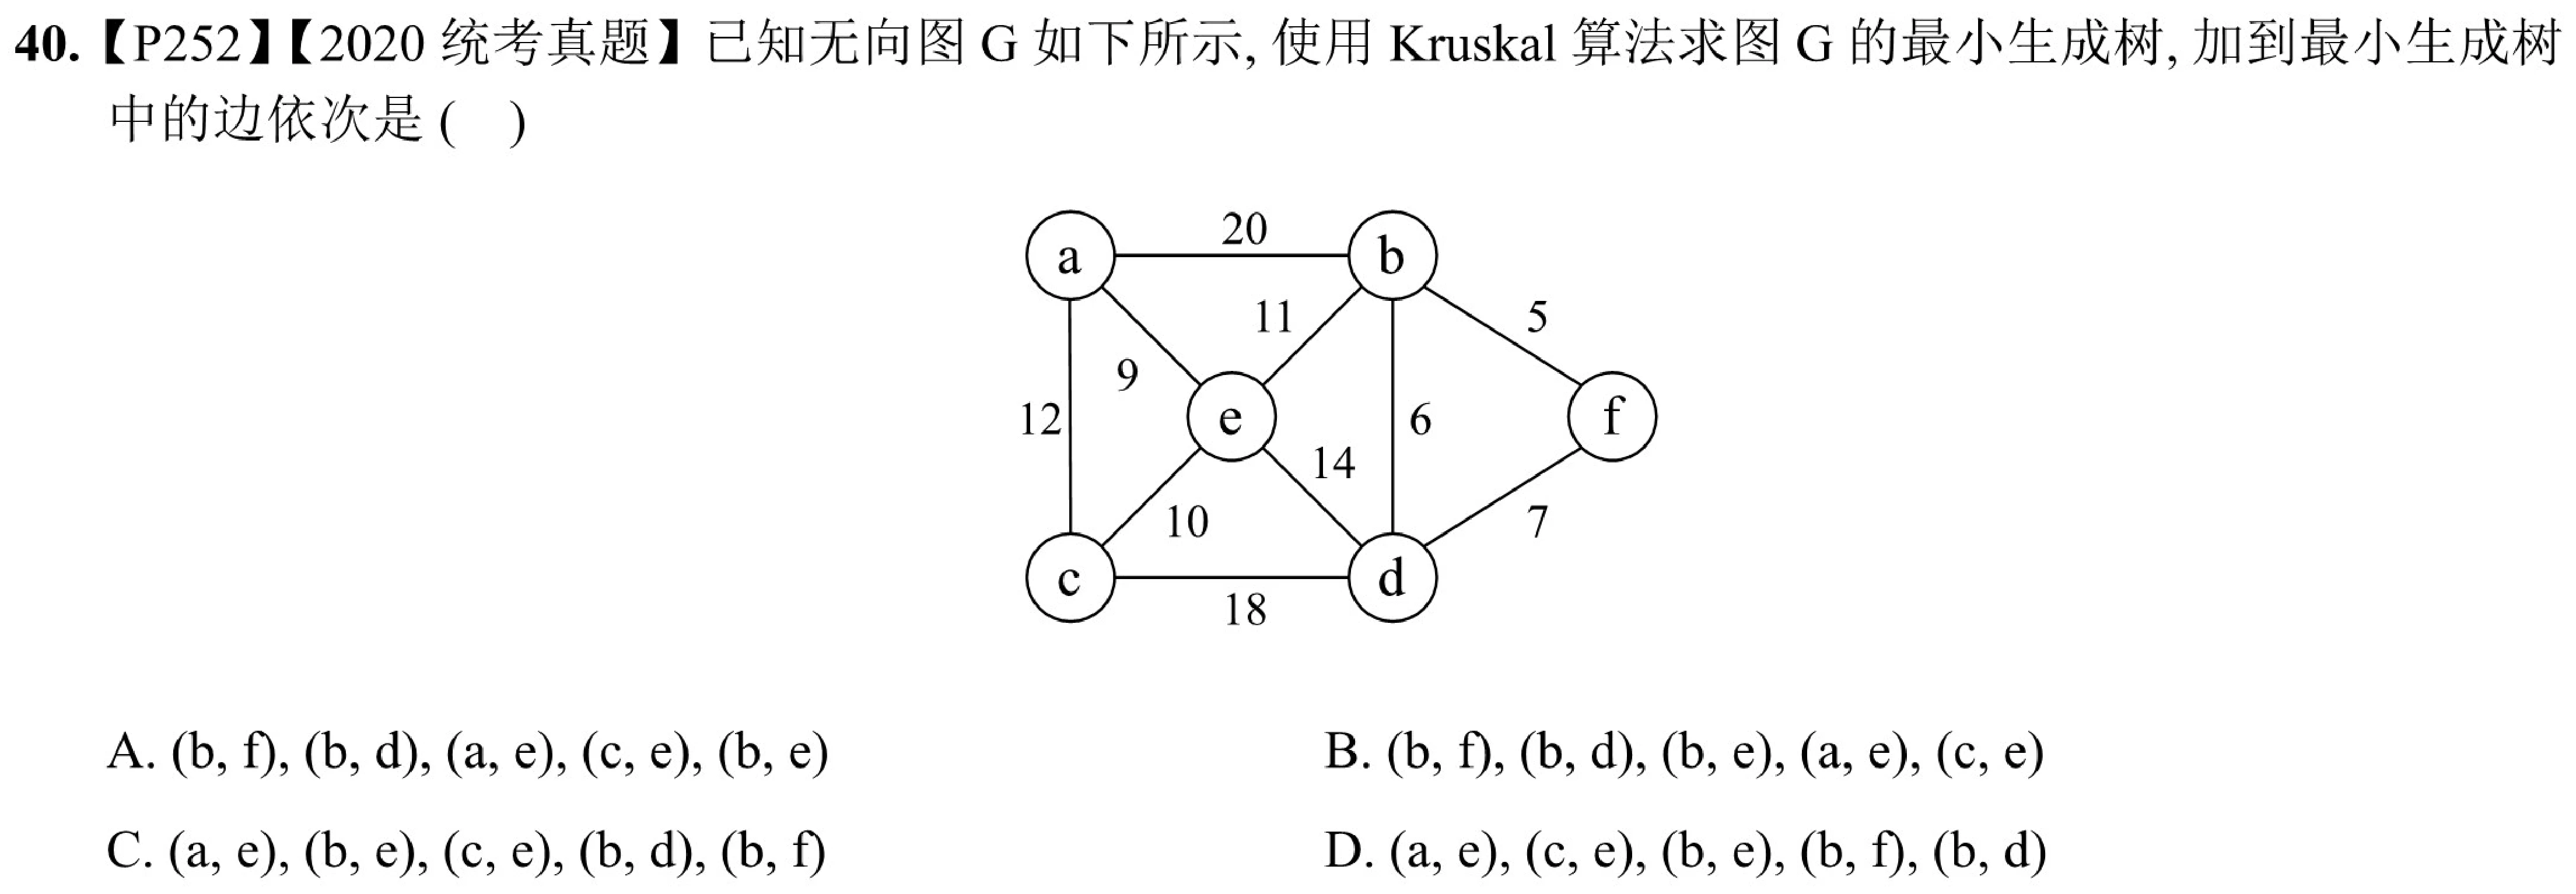 40.【P252】【2020 统考真题】已知无向图 G 如下所示, 使用 Kruskal 算法求图 G 的最小生成树, 加到最小生成树
中的边依次是 ( )
20
a
b
11
5
9
12
e
6
f
14
10
7
c
d
18
A. (b, f), (b, d), (a, e), (c, e), (b, e)
B. (b, f), (b, d), (b, e), (a, e), (c, e)
C. (a, e), (b, e), (c, e), (b, d), (b, f)
D. (a, e), (c, e), (b, e), (b, f), (b, d)